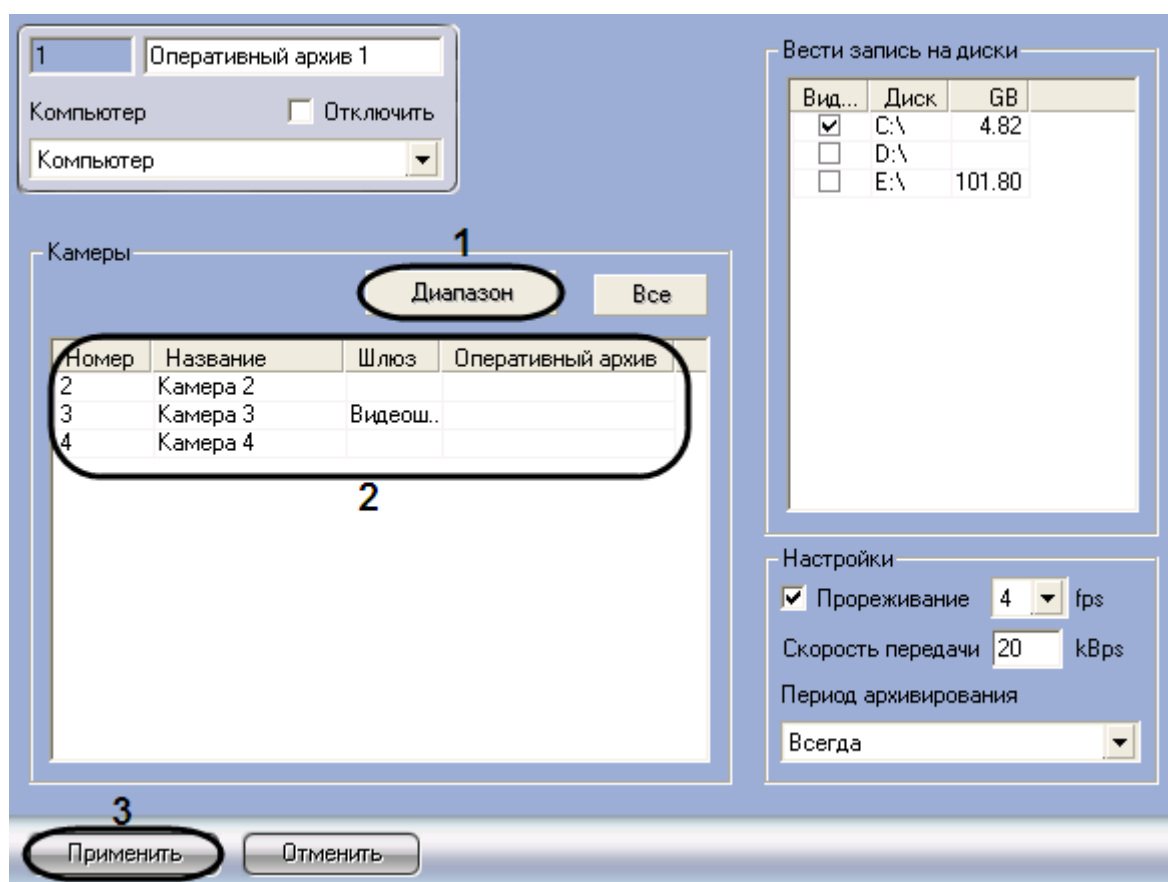 1 Оперативный архив 1
Компьютер Отключить
Компьютер
Вести запись на диски
Вид... Диск GB
C:\ 4.82
D:\
E:\ 101.80
1
Камеры
Диапазон Все
Номер Название Шлюз Оперативный архив
2 Камера 2
3 Камера 3 Видеош..
4 Камера 4
2
Настройки
Прореживание 4 fps
Скорость передачи 20 kBps
Период архивирования
Всегда
3
Применить Отменить